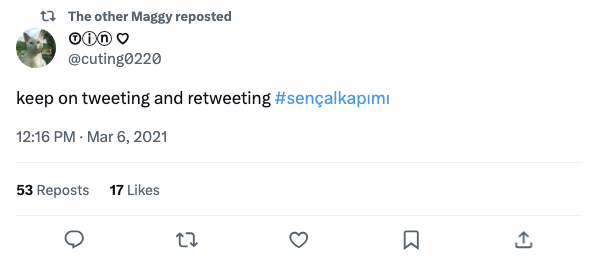 The other Maggy reposted
Ⓣⓘⓝ ♡
@cuting0220
keep on tweeting and retweeting #sençalkapımı
12:16 PM · Mar 6, 2021
53 Reposts 17 Likes